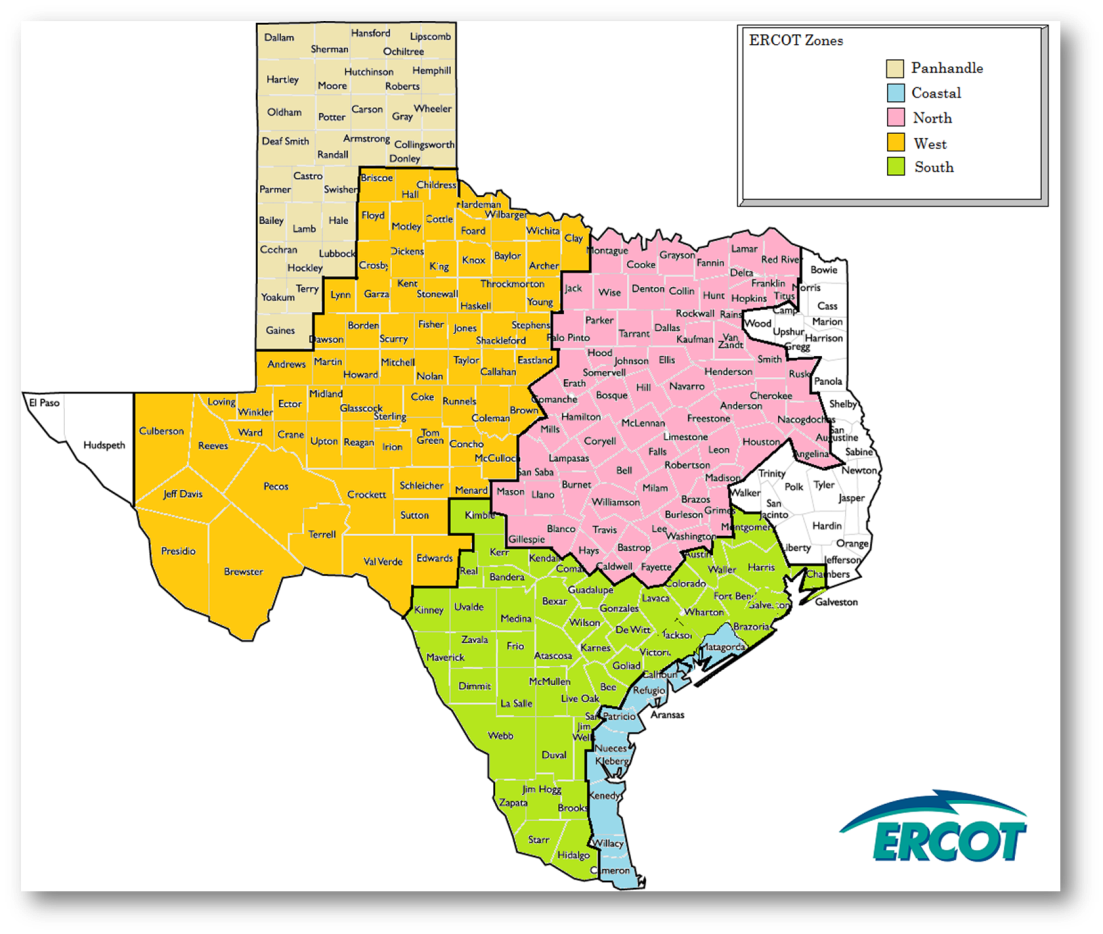 ERCOT Zones
Panhandle
Coastal
North
West
South
Dallam
Sherman
Hansford
Ochiltree
Lipscomb
Hartley
Moore
Hutchinson
Roberts
Hemphill
Oldham
Potter
Carson
Gray
Wheeler
Deaf Smith
Randall
Armstrong
Donley
Collingsworth
Parmer
Castro
Swisher
Briscoe
Hall
Childress
Hardeman
Bailey
Lamb
Hale
Floyd
Motley
Cottle
Foard
Wilbarger
Wichita
Clay
Montague
Cooke
Grayson
Fannin
Lamar
Red River
Bowie
Cochran
Hockley
Lubbock
Crosby
Dickens
King
Knox
Baylor
Archer
Delta
Franklin
Titus
Morris
Cass
Yoakum
Terry
Lynn
Garza
Kent
Stonewall
Haskell
Throckmorton
Young
Jack
Wise
Denton
Collin
Hunt
Hopkins
Camp
Marion
Gaines
Dawson
Borden
Scurry
Fisher
Jones
Shackleford
Stephens
Palo Pinto
Parker
Tarrant
Dallas
Rockwall
Rains
Kaufman
Van
Zandt
Wood
Upshur
Gregg
Harrison
Andrews
Martin
Howard
Mitchell
Nolan
Taylor
Callahan
Eastland
Erath
Hood
Somervell
Johnson
Ellis
Henderson
Smith
Rusk
Panola
El Paso
Hudspeth
Culberson
Loving
Winkler
Ector
Midland
Glasscock
Sterling
Coke
Runnels
Coleman
Brown
Comanche
Hamilton
Bosque
Hill
Navarro
Anderson
Cherokee
Nacogdoches
Shelby
San
Augustine
Sabine
Reeves
Ward
Crane
Upton
Reagan
Irion
Tom
Green
Concho
McCulloch
Mills
Lampasas
Coryell
McLennan
Limestone
Freestone
Falls
Leon
Houston
Angelina
Newton
Jeff Davis
Pecos
Crockett
Schleicher
Menard
Mason
San Saba
Llano
Burnet
Bell
Milam
Robertson
Madison
Walker
Trinity
Polk
Tyler
Jasper
Presidio
Brewster
Terrell
Val Verde
Sutton
Edwards
Kimble
Gillespie
Blanco
Williamson
Travis
Hays
Bastrop
Lee
Burleson
Brazos
Grimes
Washington
Montgomery
San
Jacinto
Hardin
Liberty
Orange
Jefferson
Chambers
Galveston
Real
Kerr
Bandera
Kendall
Comal
Caldwell
Fayette
Austin
Waller
Harris
Kinney
Uvalde
Medina
Bexar
Guadalupe
Gonzales
Lavaca
Colorado
Wharton
Fort Bend
Galveston
Brazoria
Maverick
Zavala
Frio
Atascosa
Wilson
Karnes
De Witt
Jackson
Victoria
Matagorda
Calhoun
Dimmit
La Salle
McMullen
Live Oak
Bee
Goliad
Refugio
Aransas
San Patricio
Webb
Duval
Jim
Wells
Nueces
Kleberg
Zapata
Jim Hogg
Brooks
Kenedy
Starr
Hidalgo
Willacy
Cameron
ERCOT